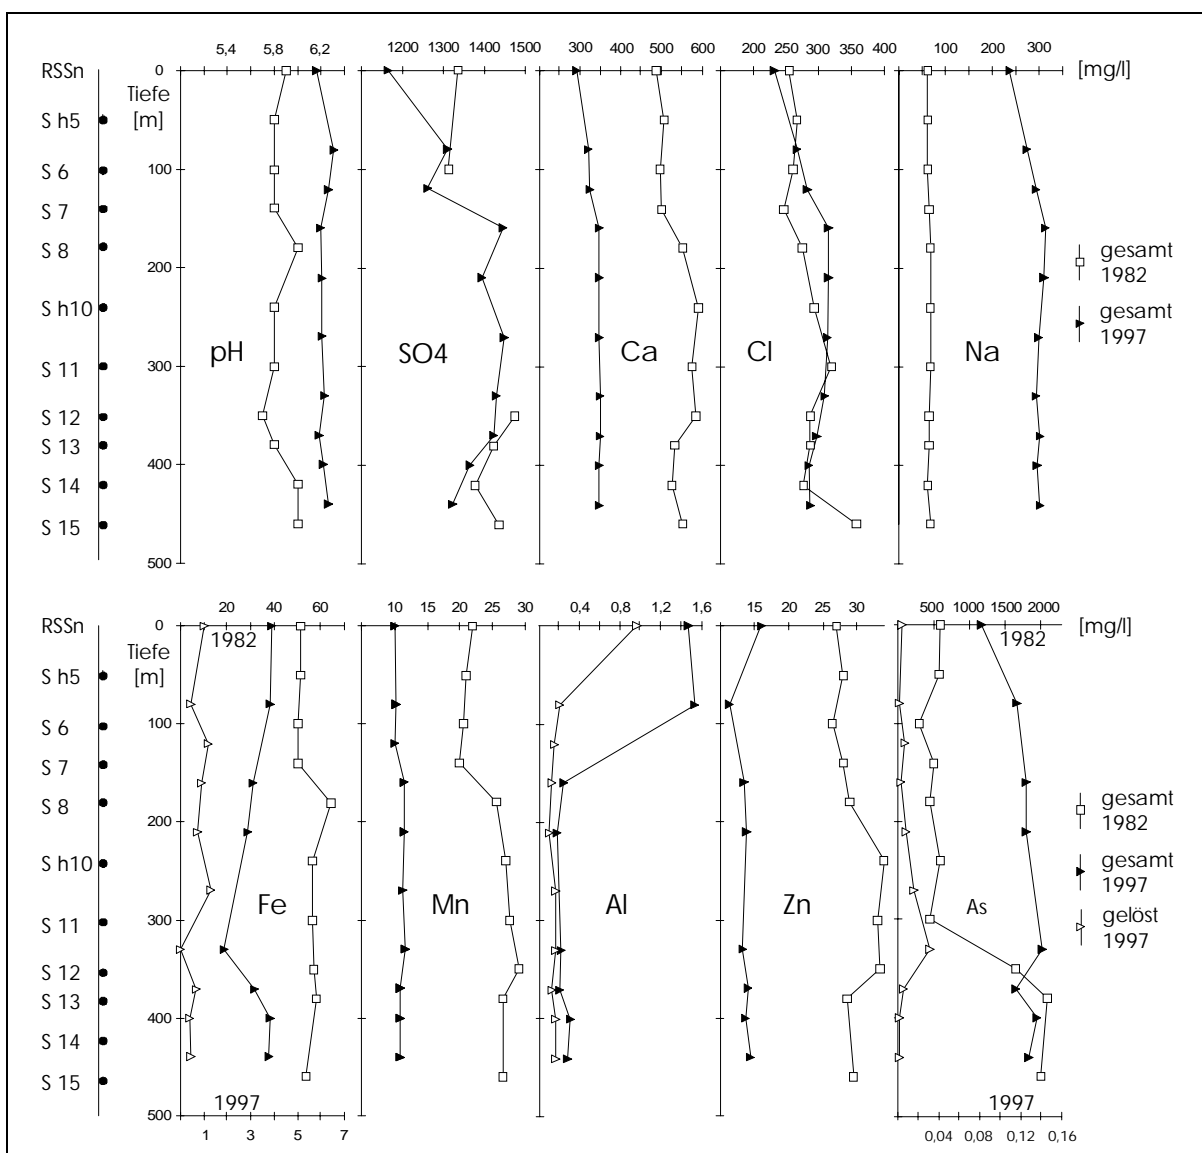 5,4 5,8 6,2 1200 1300 1400 1500 300 400 500 600 200 250 300 350 400 100 200 300
RSSn 0 [mg/l]
Tiefe
[m]
S h5
S 6 100
S 7
S 8 gesamt
1982
200
S h10 gesamt
1997
pH SO4 Ca Cl Na
S 11 300
S 12
S 13
400
S 14
S 15
500
20 40 60 10 15 20 25 30 0,4 0,8 1,2 1,6 15 20 25 30 500 1000 1500 2000
RSSn 0 1982 1982 [mg/l]
Tiefe
[m]
S h5
S 6 100
S 7
S 8 gesamt
1982
200
S h10 gesamt
1997
Fe Mn Al Zn As
S 11 300 gelöst
1997
S 12
S 13
400
S 14
S 15
1997 1997
500
1 3 5 7 0,04 0,08 0,12 0,16